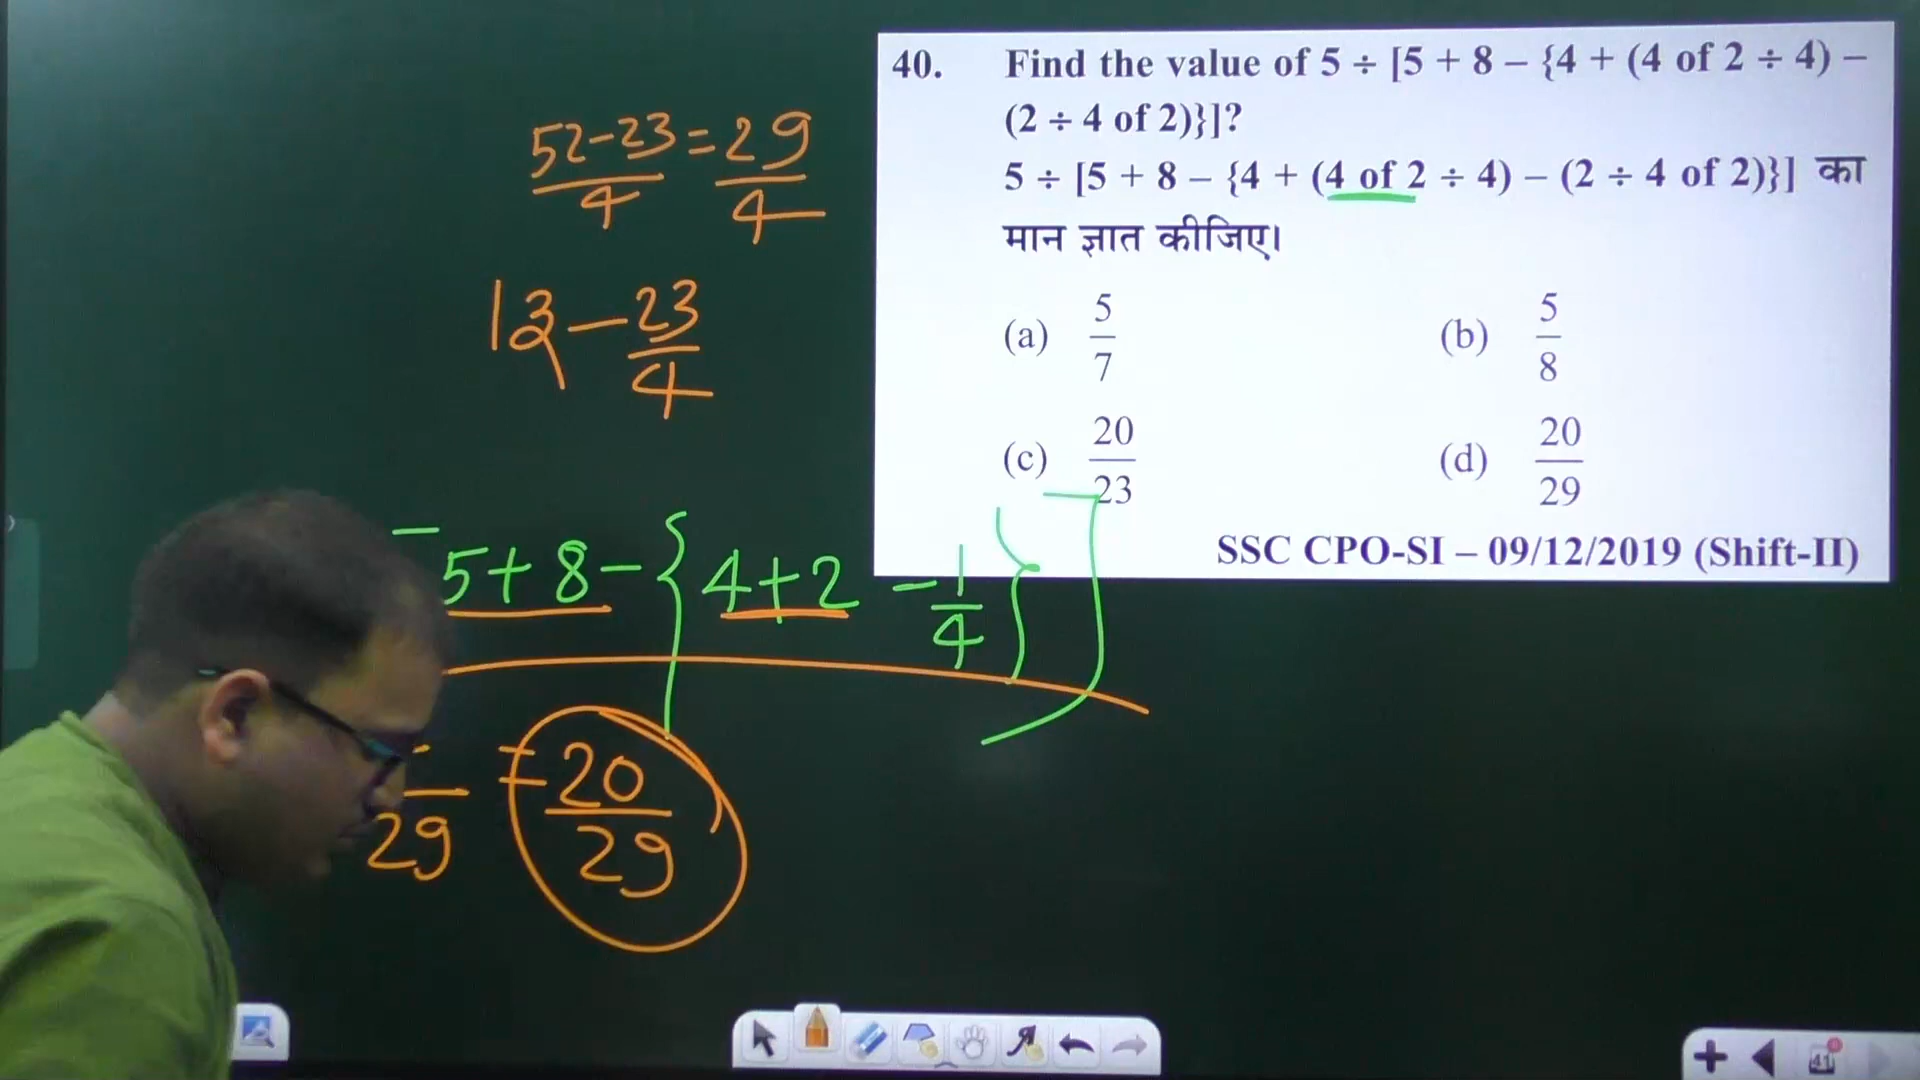 40. Find the value of 5 ÷ [5 + 8 – {4 + (4 of 2 ÷ 4) –
(2 ÷ 4 of 2)}]?
5 ÷ [5 + 8 – {4 + (4 of 2 ÷ 4) – (2 ÷ 4 of 2)}] का
मान ज्ञात कीजिए।
(a) 5/7 (b) 5/8
(c) 20/23 (d) 20/29
SSC CPO-SI – 09/12/2019 (Shift-II)
52-23/4 = 29/4
13 - 23/4
5+8-{4+2 -1/4}]
29 = 20/29
41